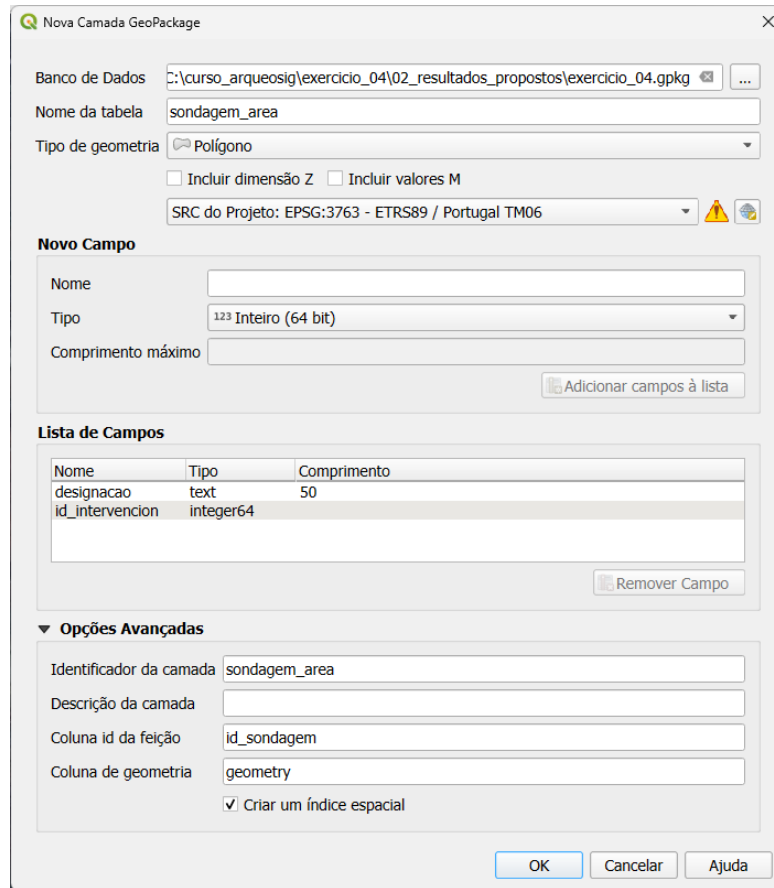 Nova Camada GeoPackage
Banco de Dados C:\curso_arqueosig\exercicio_04\02_resultados_propostos\exercicio_04.gpkg ...
Nome da tabela sondagem_area
Tipo de geometria Polígono
Incluir dimensão Z Incluir valores M
SRC do Projeto: EPSG:3763 - ETRS89 / Portugal TM06
Novo Campo
Nome
Tipo 123 Inteiro (64 bit)
Comprimento máximo
Adicionar campos à lista
Lista de Campos
Nome Tipo Comprimento
designacao text 50
id_intervencion integer64
Remover Campo
Opções Avançadas
Identificador da camada sondagem_area
Descrição da camada
Coluna id da feição id_sondagem
Coluna de geometria geometry
Criar um índice espacial
OK Cancelar Ajuda